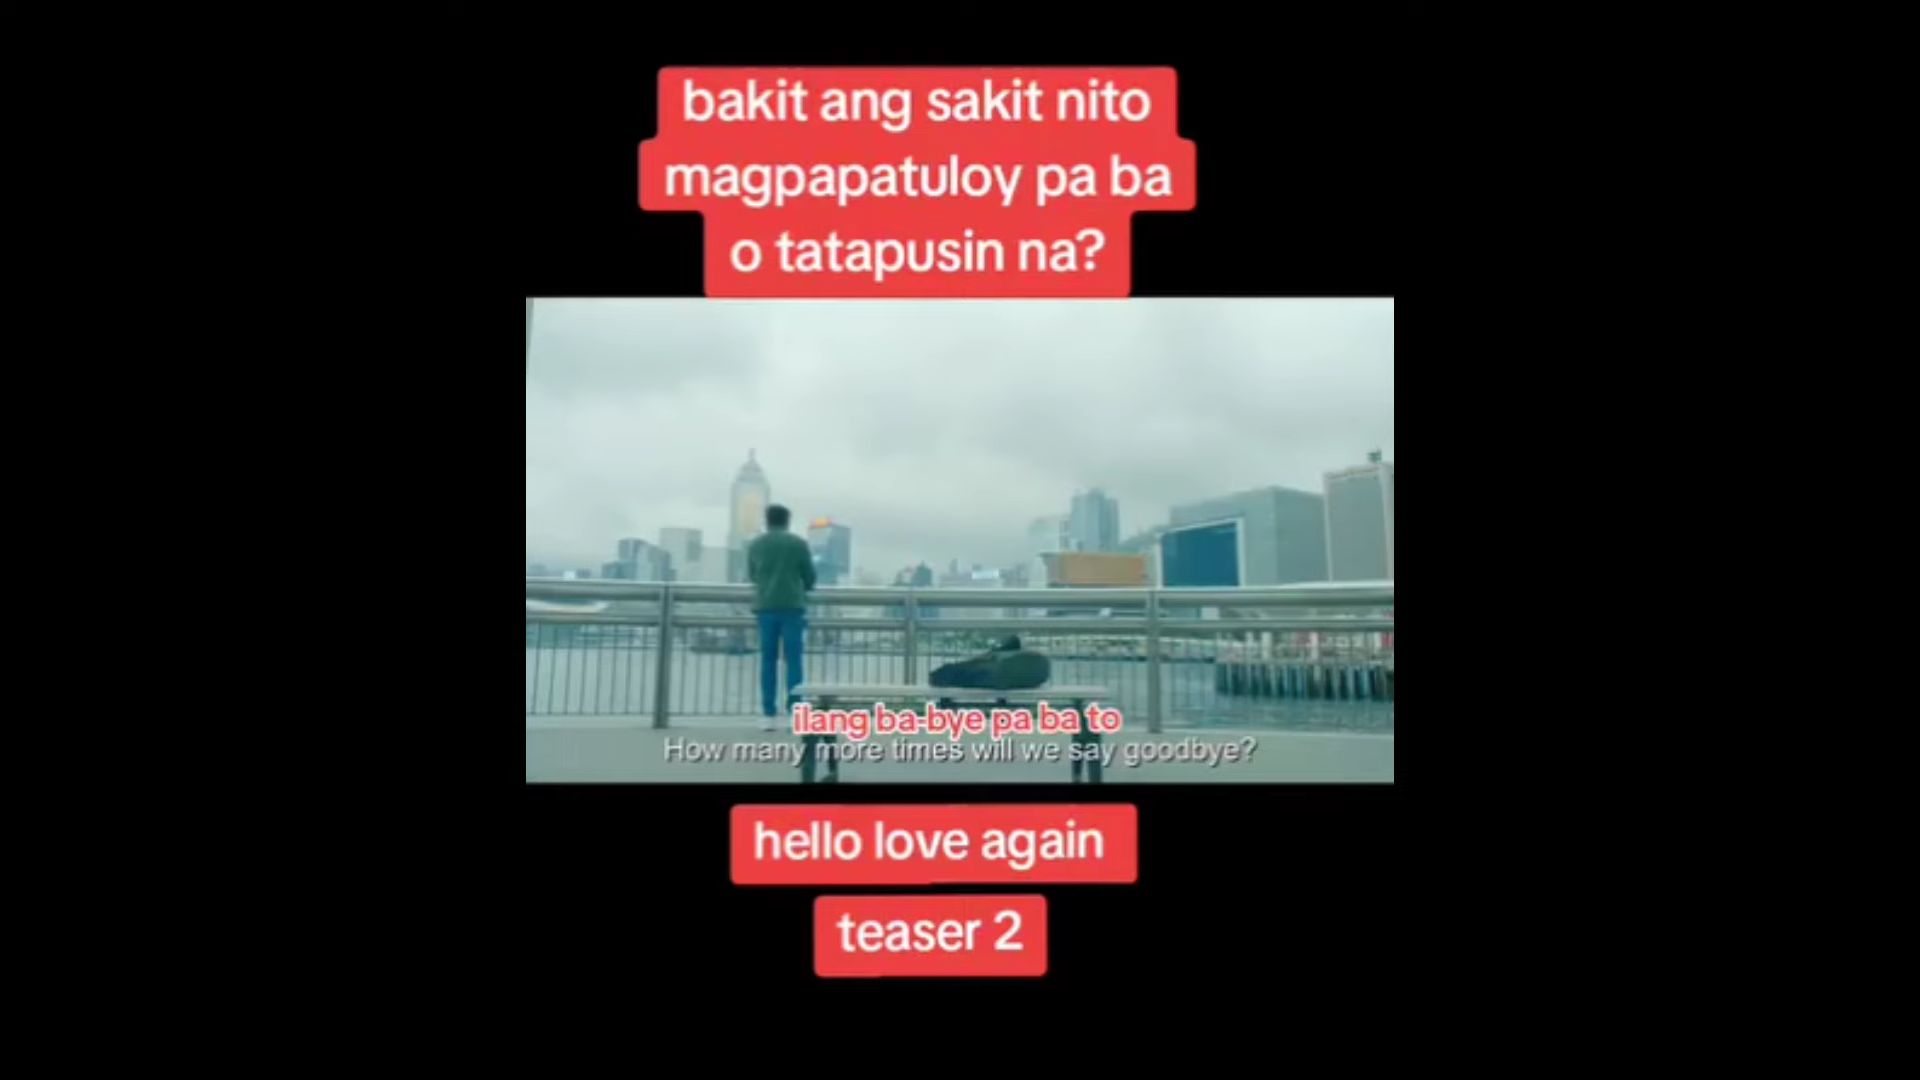 bakit ang sakit nito
magpapatuloy pa ba
o tatapusin na?
ilang ba-bye pa ba to
How many more times will we say goodbye?
hello love again
teaser 2